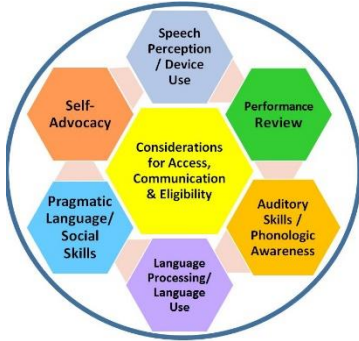 Speech
Perception
/ Device
Use
Performance
Review
Auditory
Skills /
Phonologic
Awareness
Language
Processing/
Language
Use
Pragmatic
Language/
Social
Skills
Self-
Advocacy
Considerations
for Access,
Communication
& Eligibility